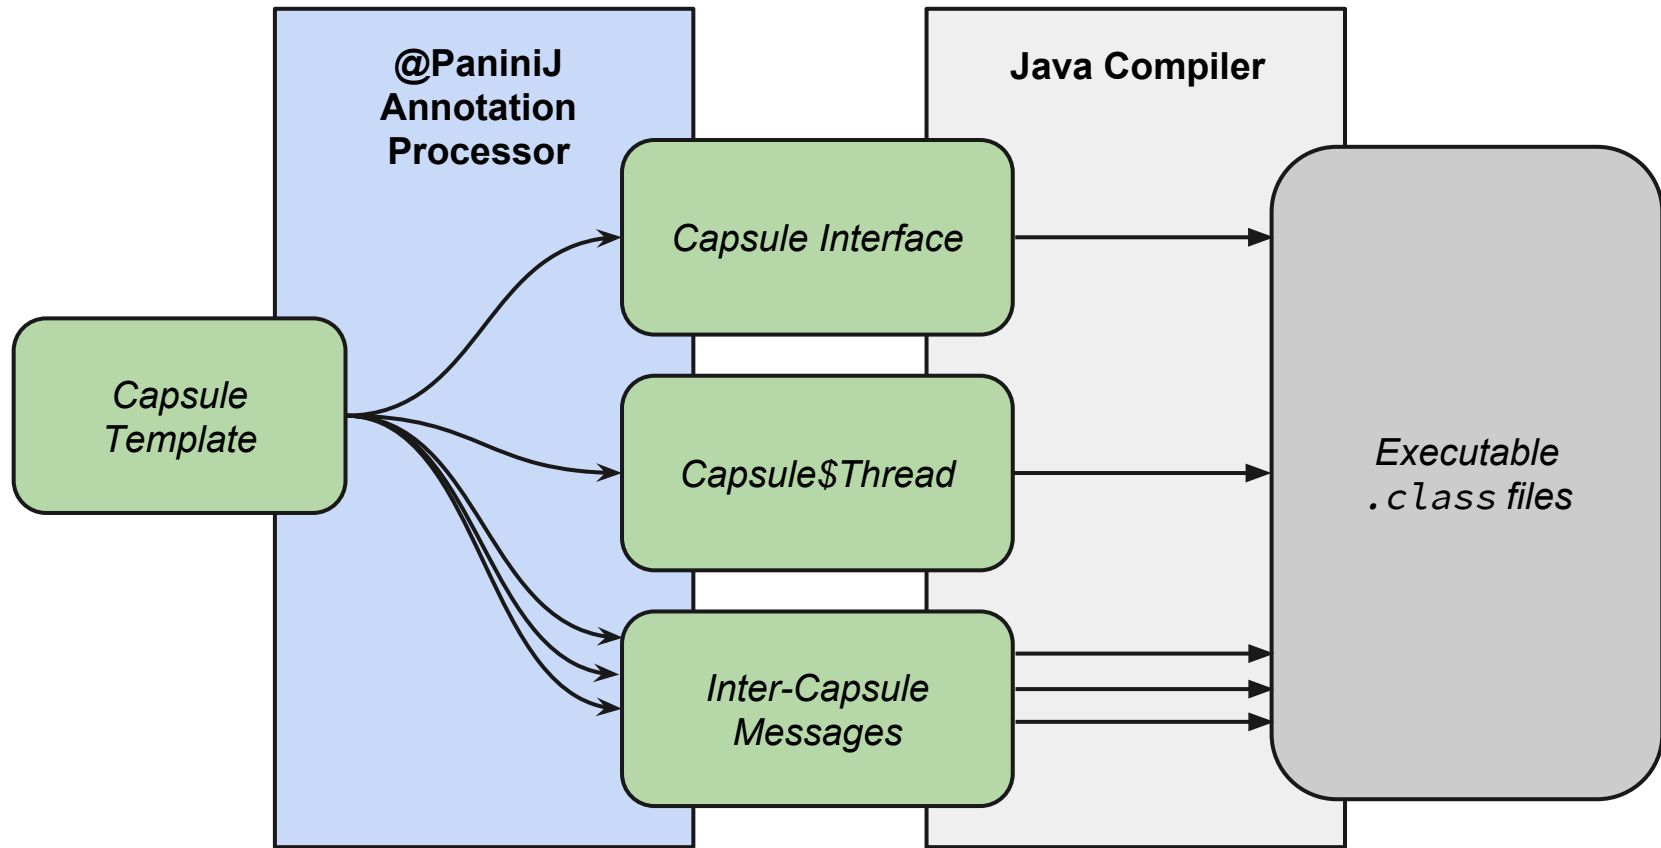 @PaniniJ
Annotation
Processor
Java Compiler
Capsule Interface
Capsule
Template
Capsule$Thread
Executable
.class files
Inter-Capsule
Messages